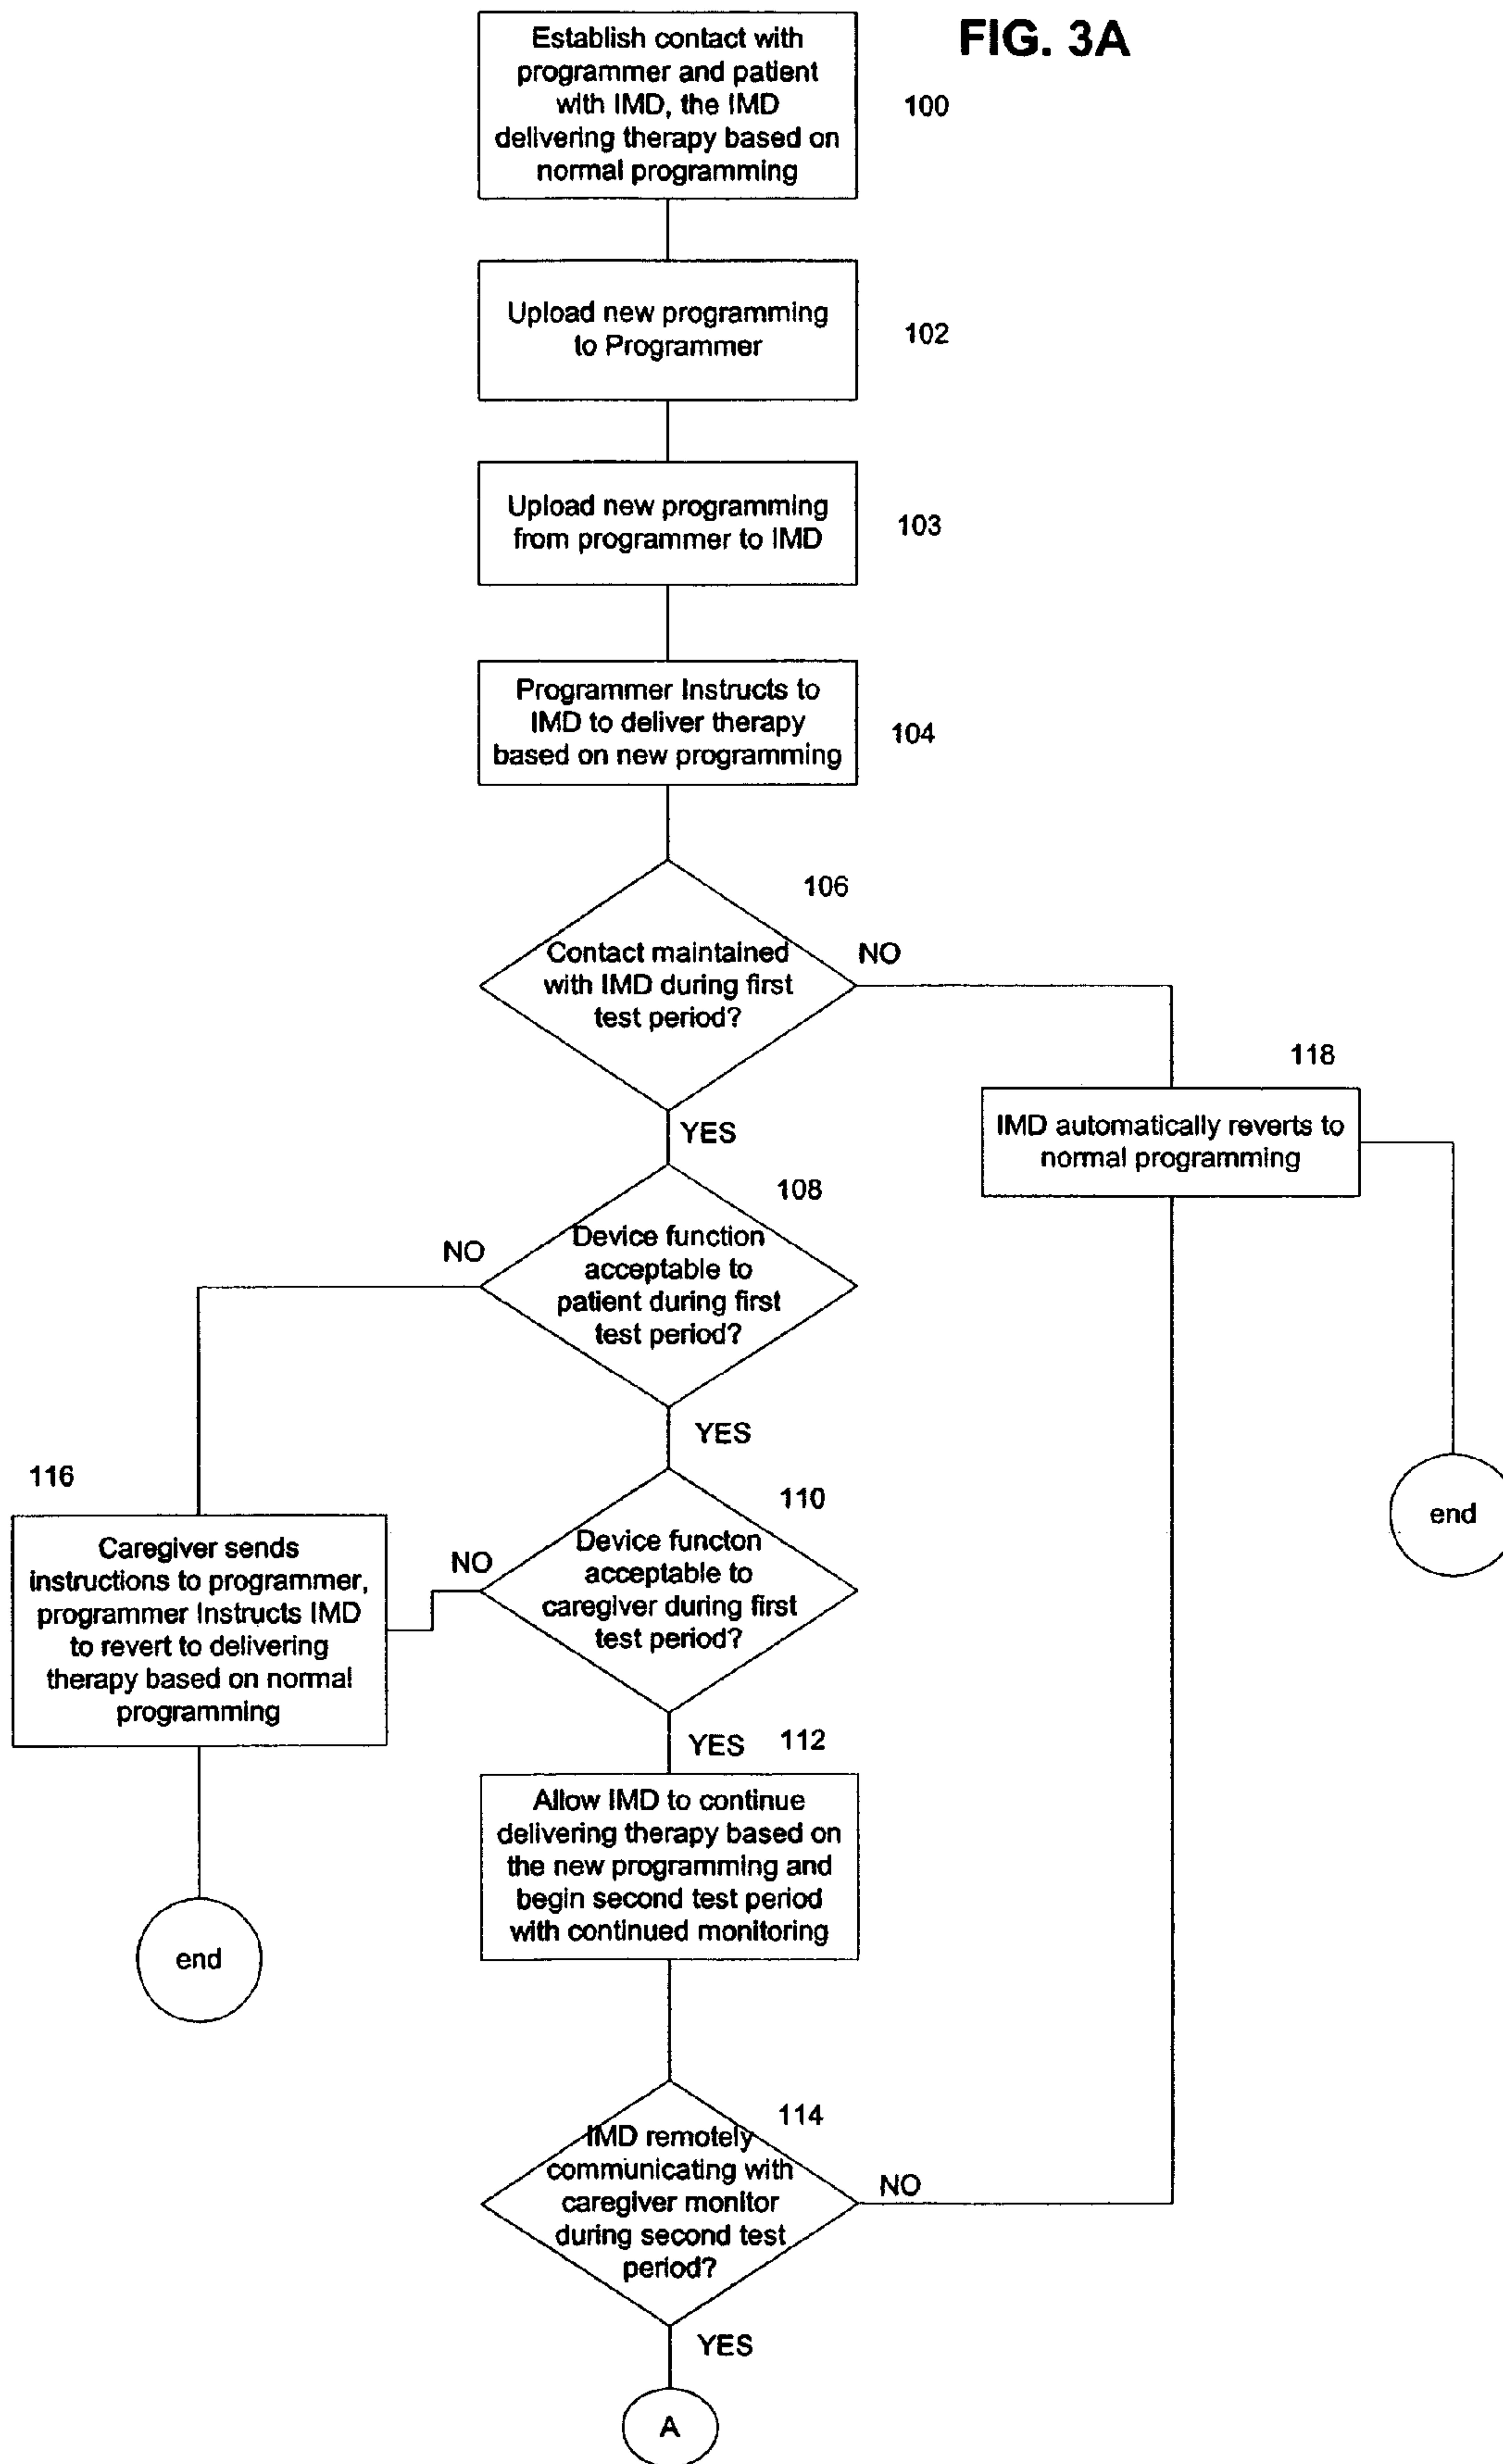 FIG. 3A
Establish contact with
programmer and patient
with IMD, the IMD
delivering therapy based on
normal programming
100
Upload new programming
to Programmer
102
Upload new programming
from programmer to IMD
103
Programmer Instructs to
IMD to deliver therapy
based on new programming
104
106
Contact maintained
with IMD during first
test period?
NO
YES
118
IMD automatically reverts to
normal programming
end
108
Device function
acceptable to
patient during first
test period?
NO
YES
110
Device functon
acceptable to
caregiver during first
test period?
NO
YES
116
Caregiver sends
instructions to programmer,
programmer Instructs IMD
to revert to delivering
therapy based on normal
programming
end
112
Allow IMD to continue
delivering therapy based on
the new programming and
begin second test period
with continued monitoring
114
IMD remotely
communicating with
caregiver monitor
during second test
period?
NO
YES
A